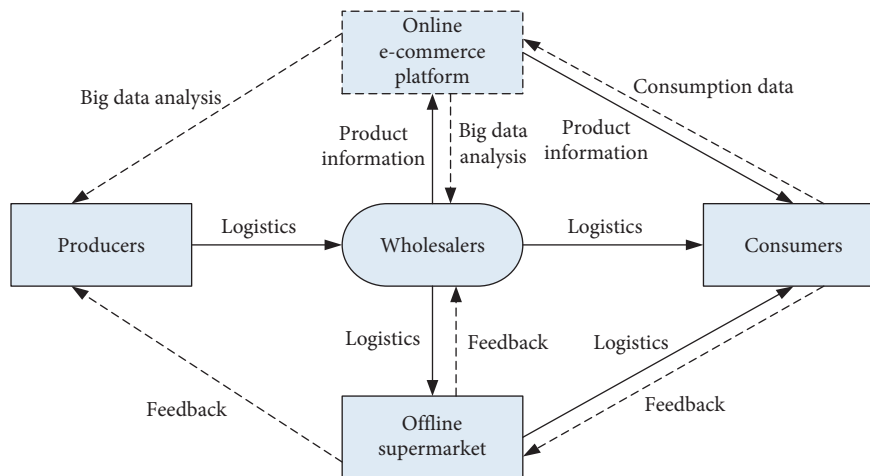 Online
e-commerce
platform
Big data analysis
Consumption data
Product
information
Big data
analysis
Product
information
Producers
Logistics
Wholesalers
Logistics
Consumers
Logistics
Feedback
Logistics
Feedback
Offline
supermarket
Feedback